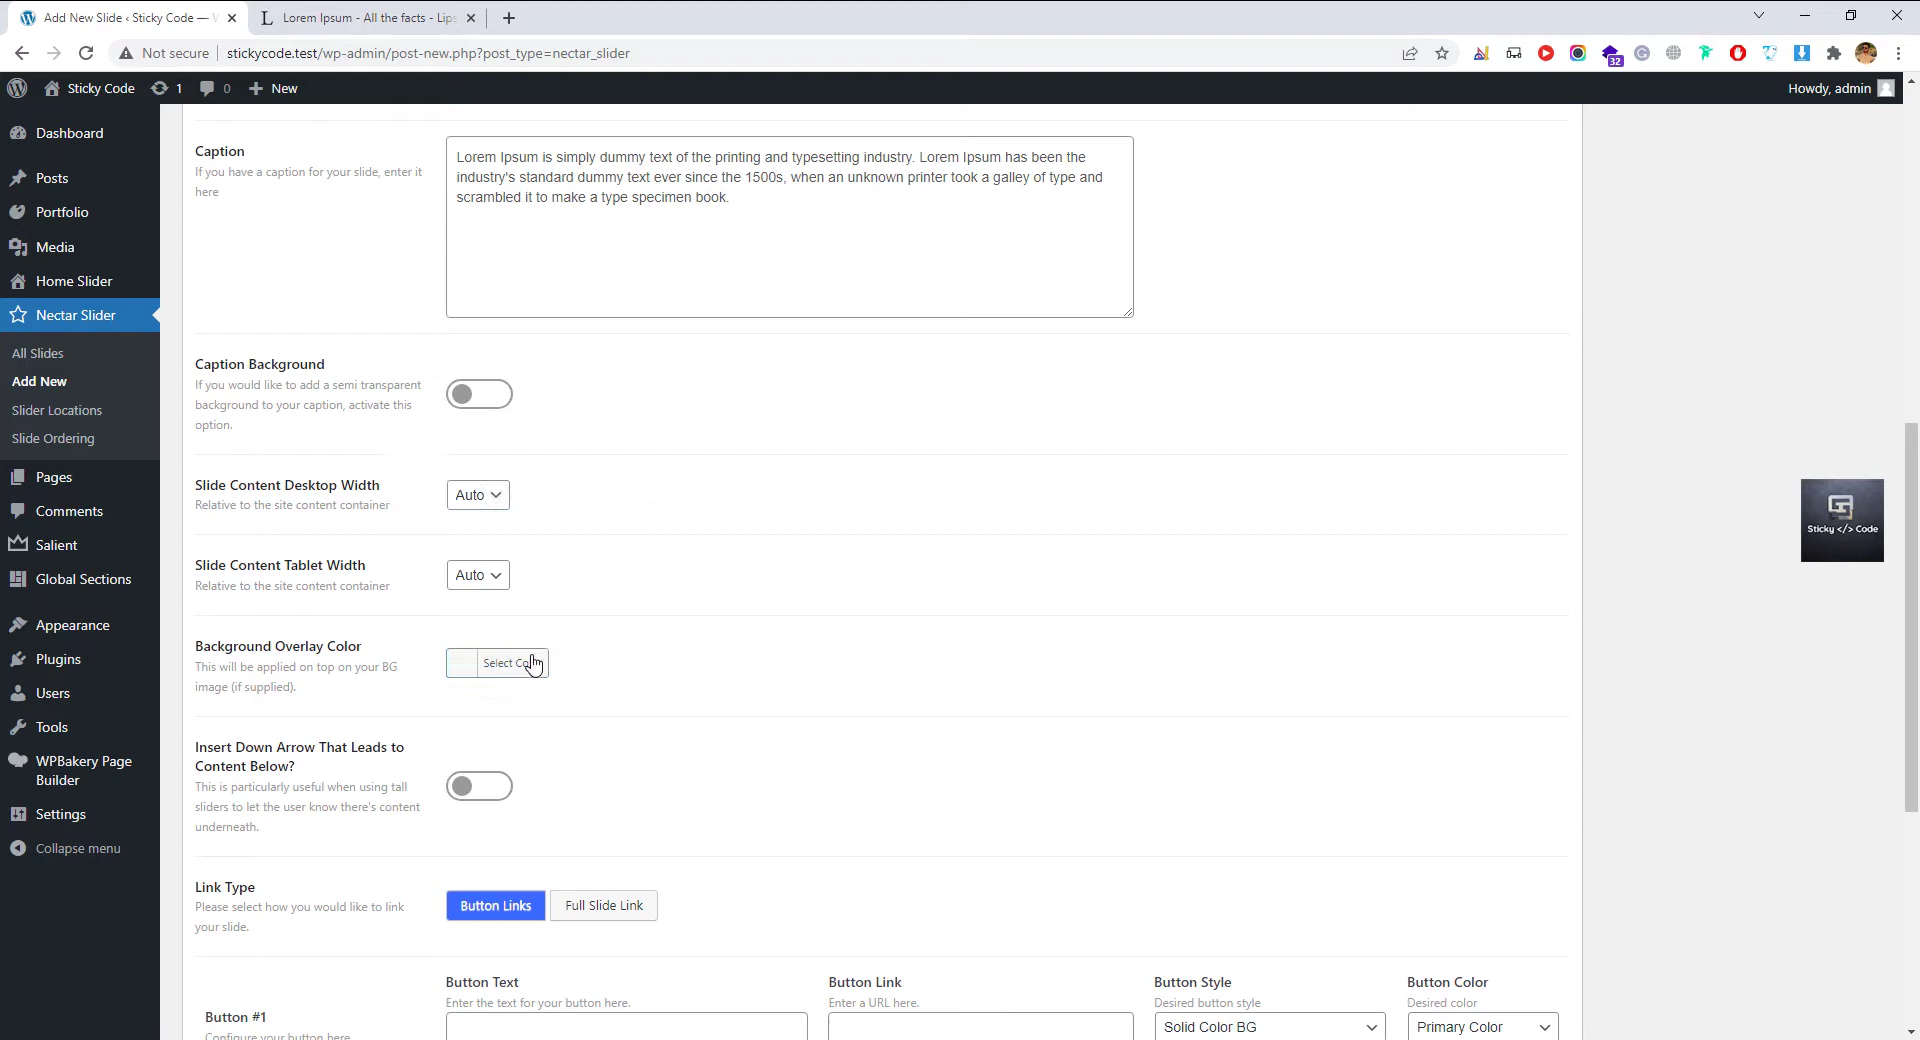 Add New Slide ‹ Sticky Code —
Lorem Ipsum - All the facts - Lips
Not secure
stickycode.test/wp-admin/post-new.php?post_type=nectar_slider
32
Sticky Code
1
0
New
Howdy, admin
Dashboard
Posts
Portfolio
Media
Home Slider
Nectar Slider
All Slides
Add New
Slider Locations
Slide Ordering
Pages
Comments
Salient
Global Sections
Appearance
Plugins
Users
Tools
WPBakery Page
Builder
Settings
Collapse menu
Caption
If you have a caption for your slide, enter it
here
Lorem Ipsum is simply dummy text of the printing and typesetting industry. Lorem Ipsum has been the
industry's standard dummy text ever since the 1500s, when an unknown printer took a galley of type and
scrambled it to make a type specimen book.
Caption Background
If you would like to add a semi transparent
background to your caption, activate this
option.
Slide Content Desktop Width
Relative to the site content container
Auto
Slide Content Tablet Width
Relative to the site content container
Auto
Background Overlay Color
This will be applied on top on your BG
image (if supplied).
Select Co
Insert Down Arrow That Leads to
Content Below?
This is particularly useful when using tall
sliders to let the user know there's content
underneath.
Link Type
Please select how you would like to link
your slide.
Button Links
Full Slide Link
Button #1
Configure your button here
Button Text
Enter the text for your button here.
Button Link
Enter a URL here.
Button Style
Desired button style
Solid Color BG
Button Color
Desired color
Primary Color
Sticky </> Code